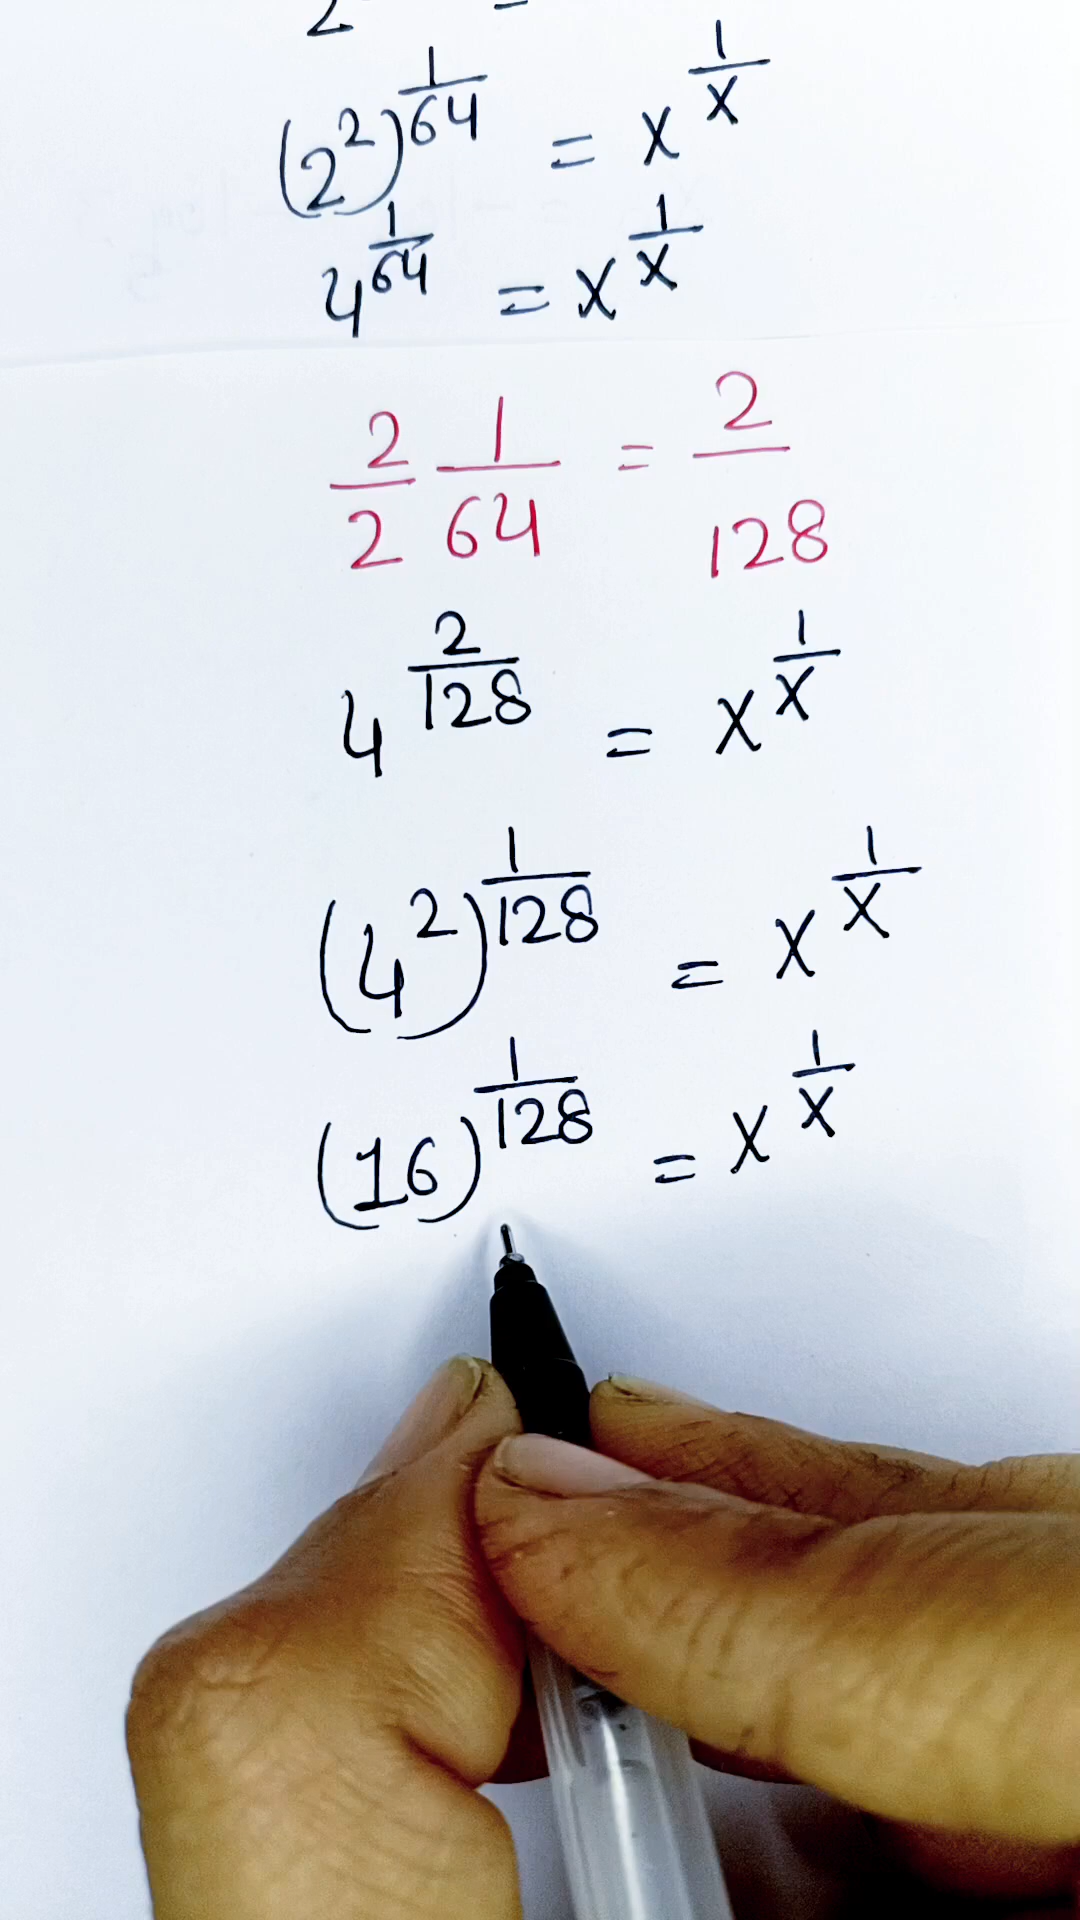 (2²)^(1/64) = x^(1/x)
4^(1/64) = x^(1/x)
2/2 1/64 = 2/128
4^(2/128) = x^(1/x)
(4²)^(1/128) = x^(1/x)
(16)^(1/128) = x^(1/x)